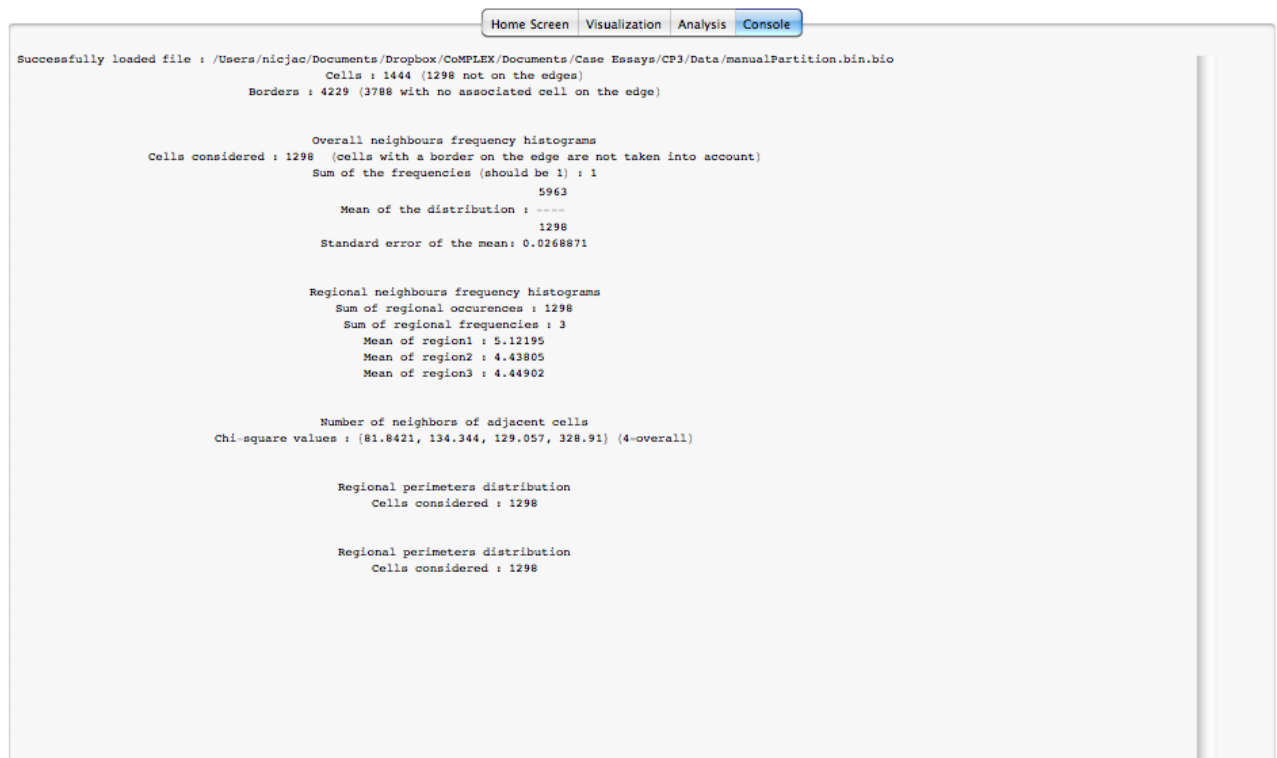 Home Screen Visualization Analysis Console
Successfully loaded file : /Users/nicjac/Documents/Dropbox/CoMPLEX/Documents/Case Essays/CP3/Data/manualPartition.bin.bio
Cells : 1444 (1298 not on the edges)
Borders : 4229 (3788 with no associated cell on the edge)
Overall neighbours frequency histograms
Cells considered : 1298 (cells with a border on the edge are not taken into account)
Sum of the frequencies (should be 1) : 1
5963
Mean of the distribution : ----
1298
Standard error of the mean: 0.0268871
Regional neighbours frequency histograms
Sum of regional occurences : 1298
Sum of regional frequencies : 3
Mean of region1 : 5.12195
Mean of region2 : 4.43805
Mean of region3 : 4.44902
Number of neighbors of adjacent cells
Chi-square values : {81.8421, 134.344, 129.057, 328.91} (4=overall)
Regional perimeters distribution
Cells considered : 1298
Regional perimeters distribution
Cells considered : 1298